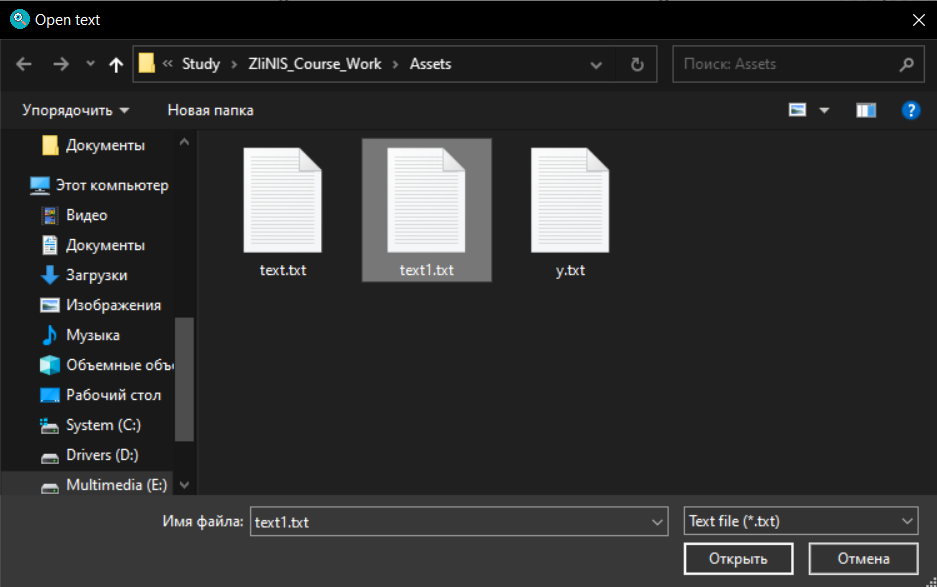 Open text
« Study › ZIiNIS_Course_Work › Assets
Поиск: Assets
Упорядочить
Новая папка
?
Документы
Этот компьютер
Видео
Документы
Загрузки
Изображения
Музыка
Объемные объ
Рабочий стол
System (C:)
Drivers (D:)
Multimedia (E:)
text.txt
text1.txt
y.txt
Имя файла:
text1.txt
Text file (*.txt)
Открыть
Отмена